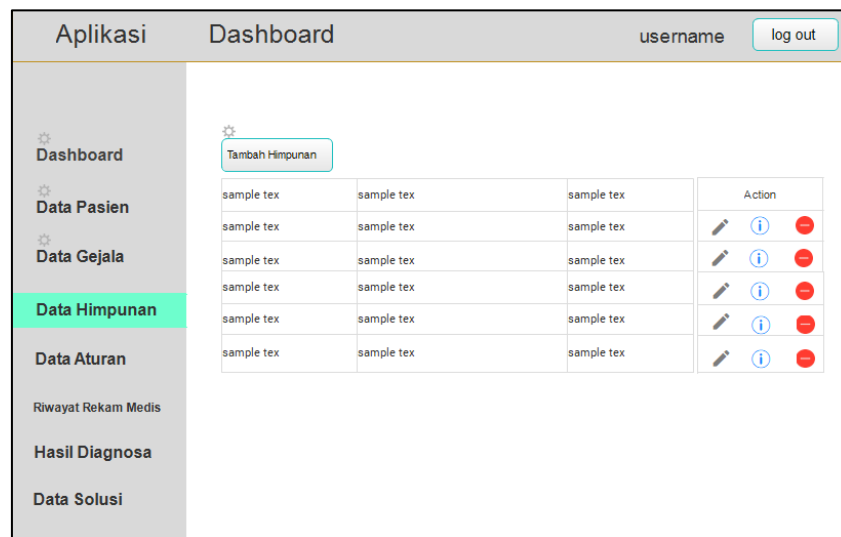 Aplikasi Dashboard username log out
Dashboard
Data Pasien
Data Gejala
Data Himpunan
Data Aturan
Riwayat Rekam Medis
Hasil Diagnosa
Data Solusi
Tambah Himpunan
sample tex sample tex sample tex Action
sample tex sample tex sample tex
sample tex sample tex sample tex
sample tex sample tex sample tex
sample tex sample tex sample tex
sample tex sample tex sample tex